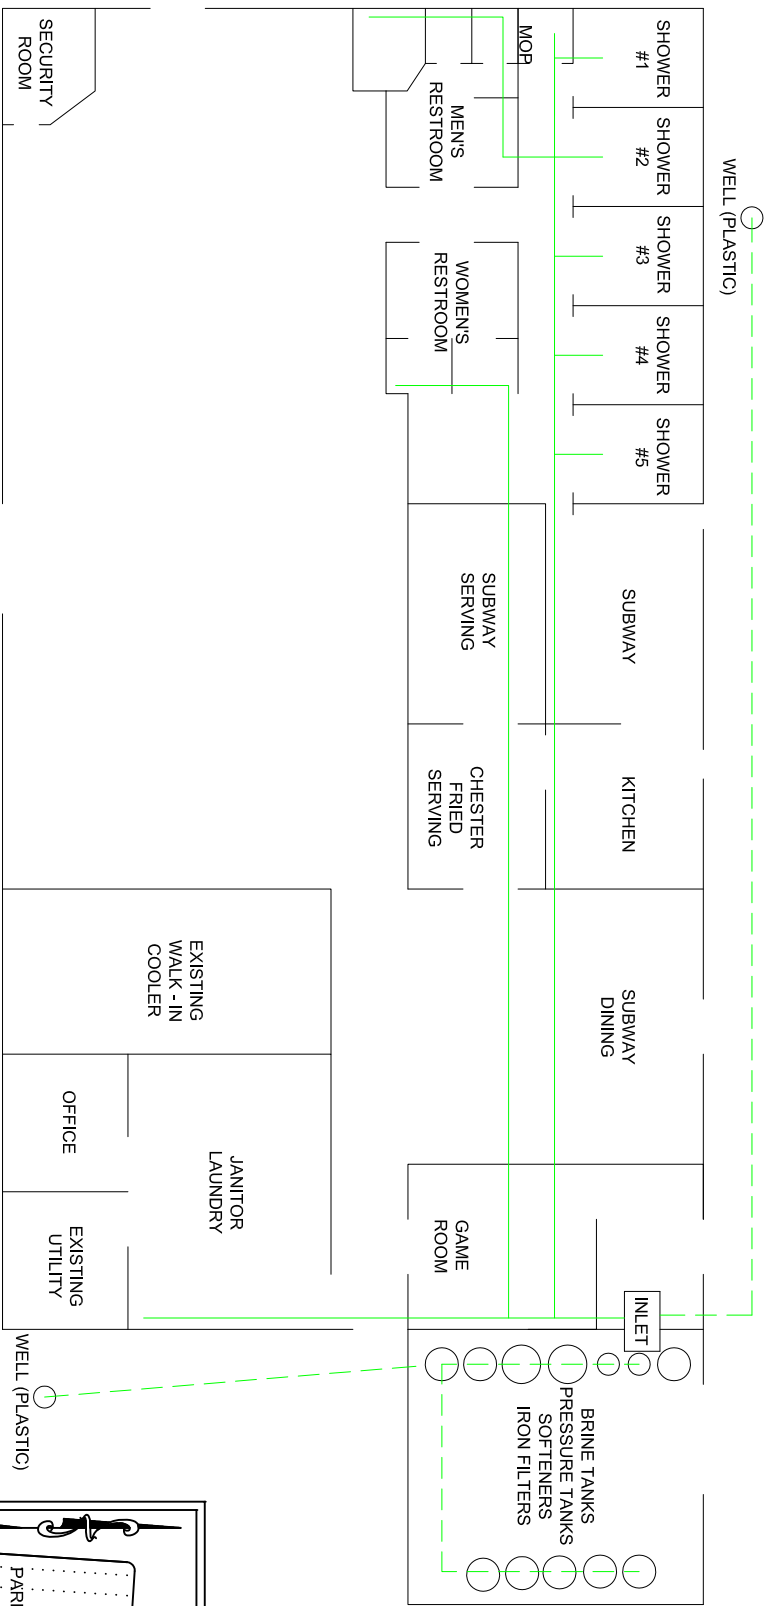 SECURITY
ROOM
MOP
SHOWER
#1
MEN'S
RESTROOM
SHOWER
#2
WELL (PLASTIC)
WOMEN'S
RESTROOM
SHOWER
#3
SHOWER
#4
SHOWER
#5
SUBWAY
SERVING
SUBWAY
CHESTER
FRIED
SERVING
KITCHEN
EXISTING
WALK - IN
COOLER
SUBWAY
DINING
OFFICE
JANITOR
LAUNDRY
EXISTING
UTILITY
GAME
ROOM
INLET
WELL (PLASTIC)
BRINE TANKS
PRESSURE TANKS
SOFTENERS
IRON FILTERS